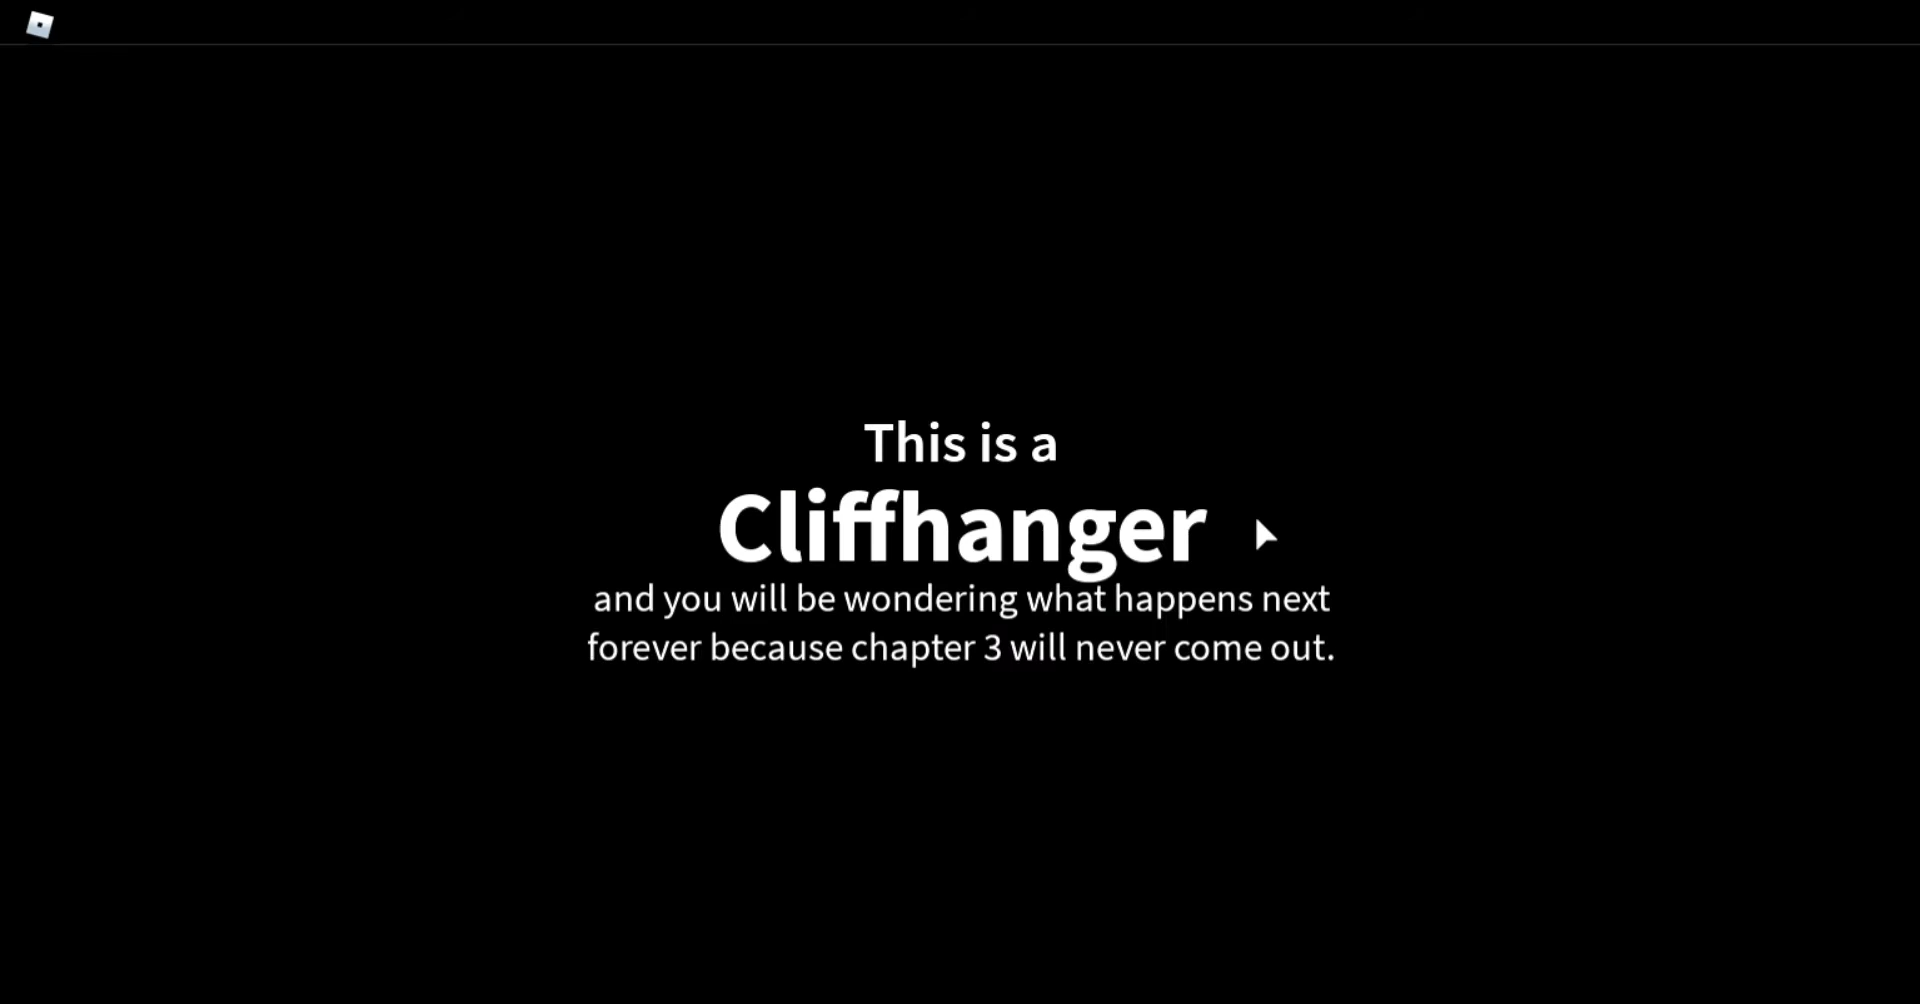 This is a
Cliffhanger
and you will be wondering what happens next
forever because chapter 3 will never come out.